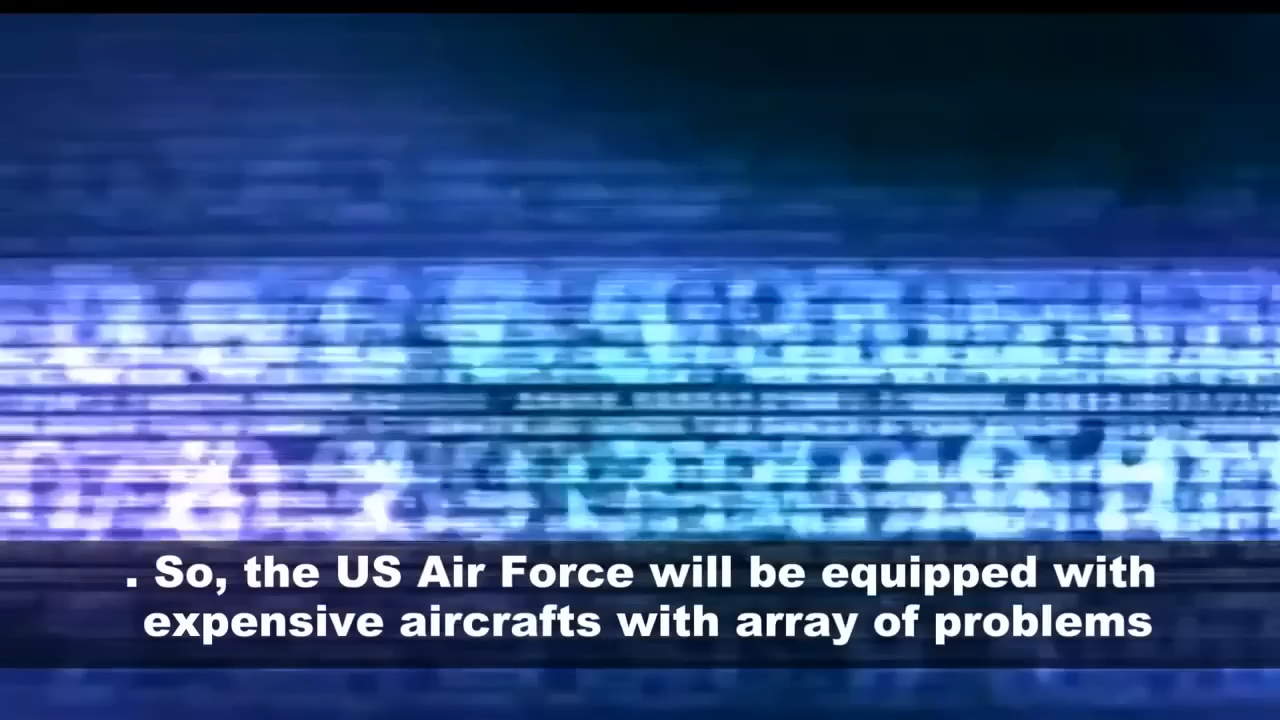 . So, the US Air Force will be equipped with
expensive aircrafts with array of problems